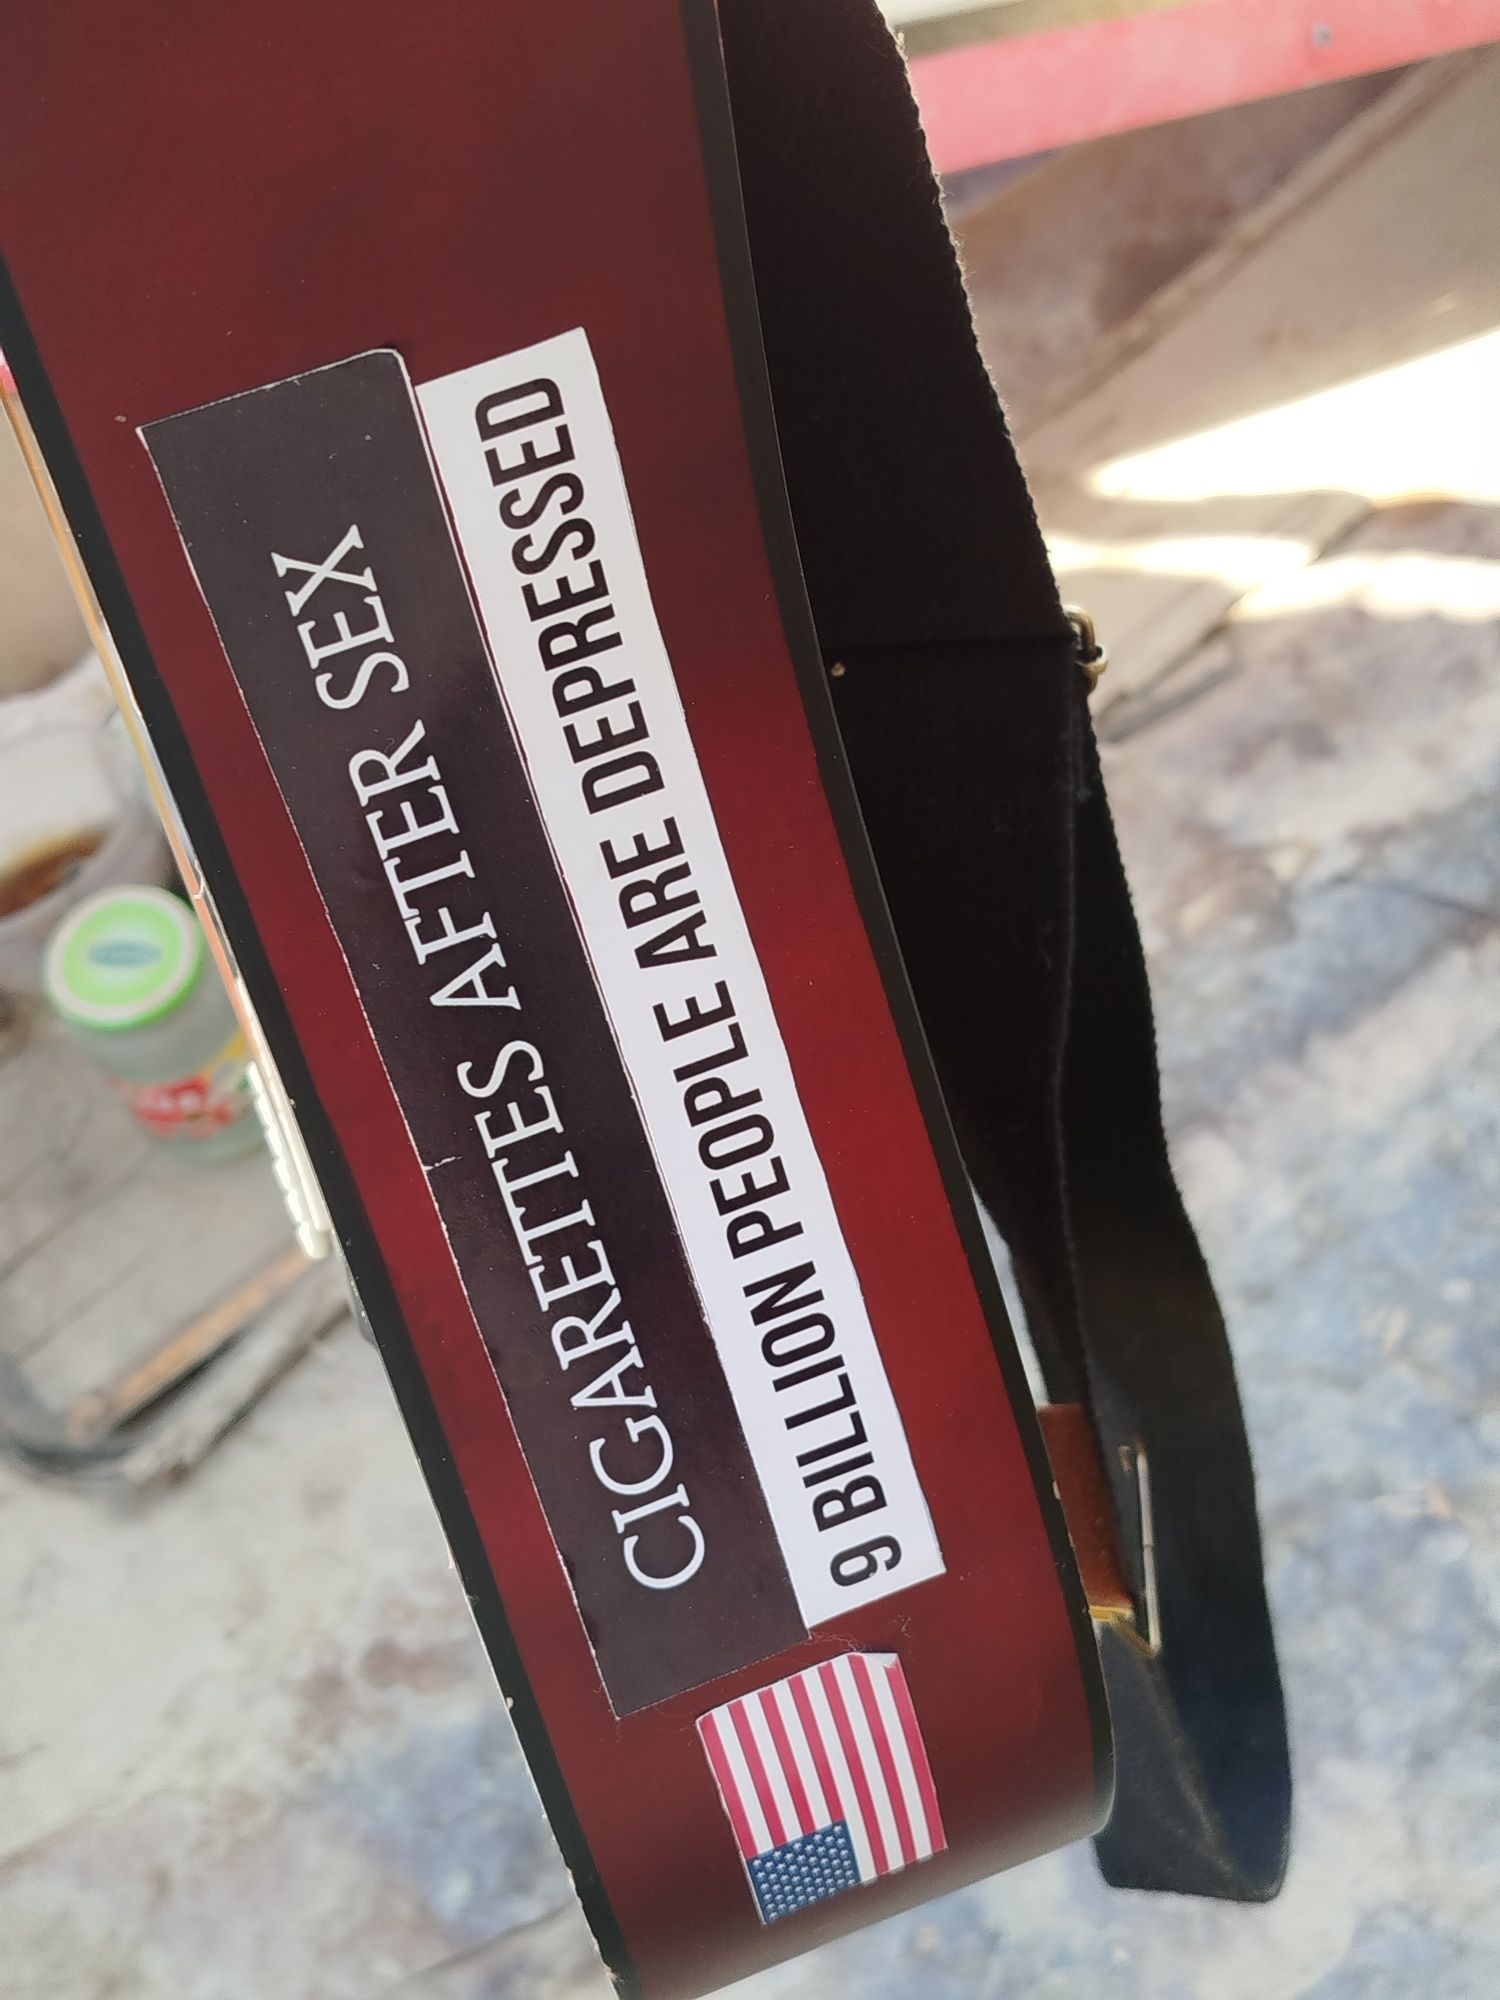 CIGARETTES AFTER SEX
9 BILLION PEOPLE ARE DEPRESSED